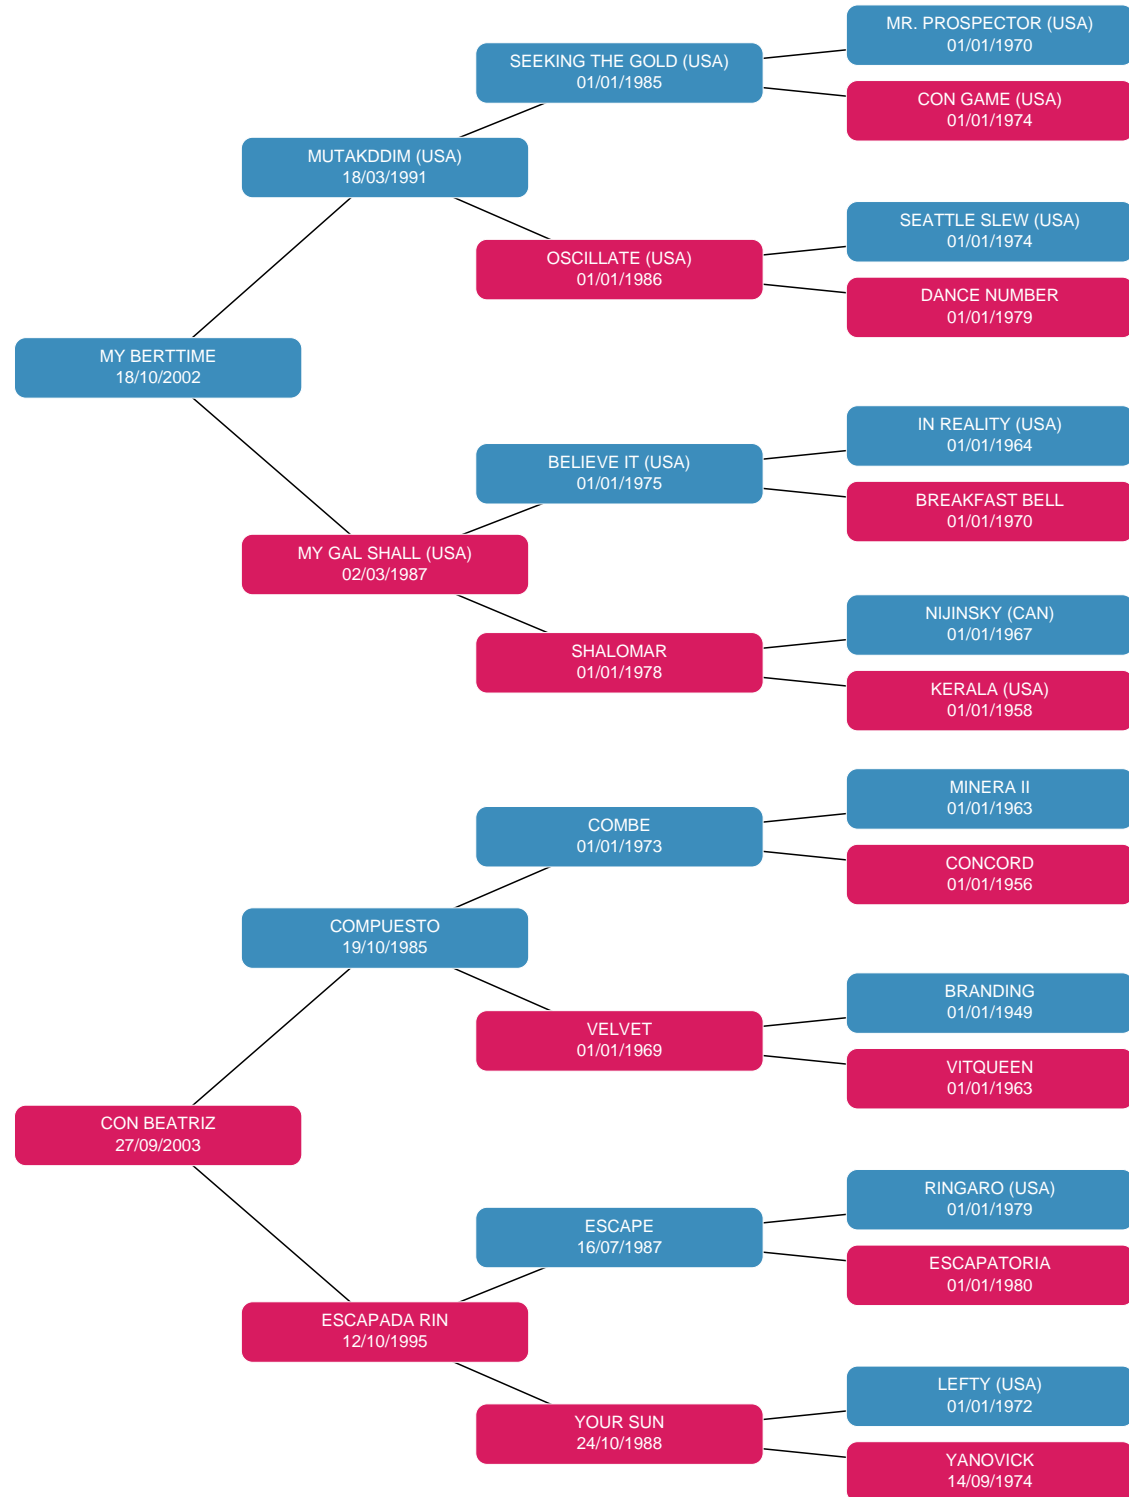 MR. PROSPECTOR (USA)
01/01/1970
SEEKING THE GOLD (USA)
01/01/1985
CON GAME (USA)
01/01/1974
MUTAKDDIM (USA)
18/03/1991
SEATTLE SLEW (USA)
01/01/1974
OSCILLATE (USA)
01/01/1986
DANCE NUMBER
01/01/1979
MY BERTTIME
18/10/2002
IN REALITY (USA)
01/01/1964
BELIEVE IT (USA)
01/01/1975
BREAKFAST BELL
01/01/1970
MY GAL SHALL (USA)
02/03/1987
NIJINSKY (CAN)
01/01/1967
SHALOMAR
01/01/1978
KERALA (USA)
01/01/1958
MINERA II
01/01/1963
COMBE
01/01/1973
CONCORD
01/01/1956
COMPUESTO
19/10/1985
BRANDING
01/01/1949
VELVET
01/01/1969
VITQUEEN
01/01/1963
CON BEATRIZ
27/09/2003
RINGARO (USA)
01/01/1979
ESCAPE
16/07/1987
ESCAPATORIA
01/01/1980
ESCAPADA RIN
12/10/1995
LEFTY (USA)
01/01/1972
YOUR SUN
24/10/1988
YANOVICK
14/09/1974